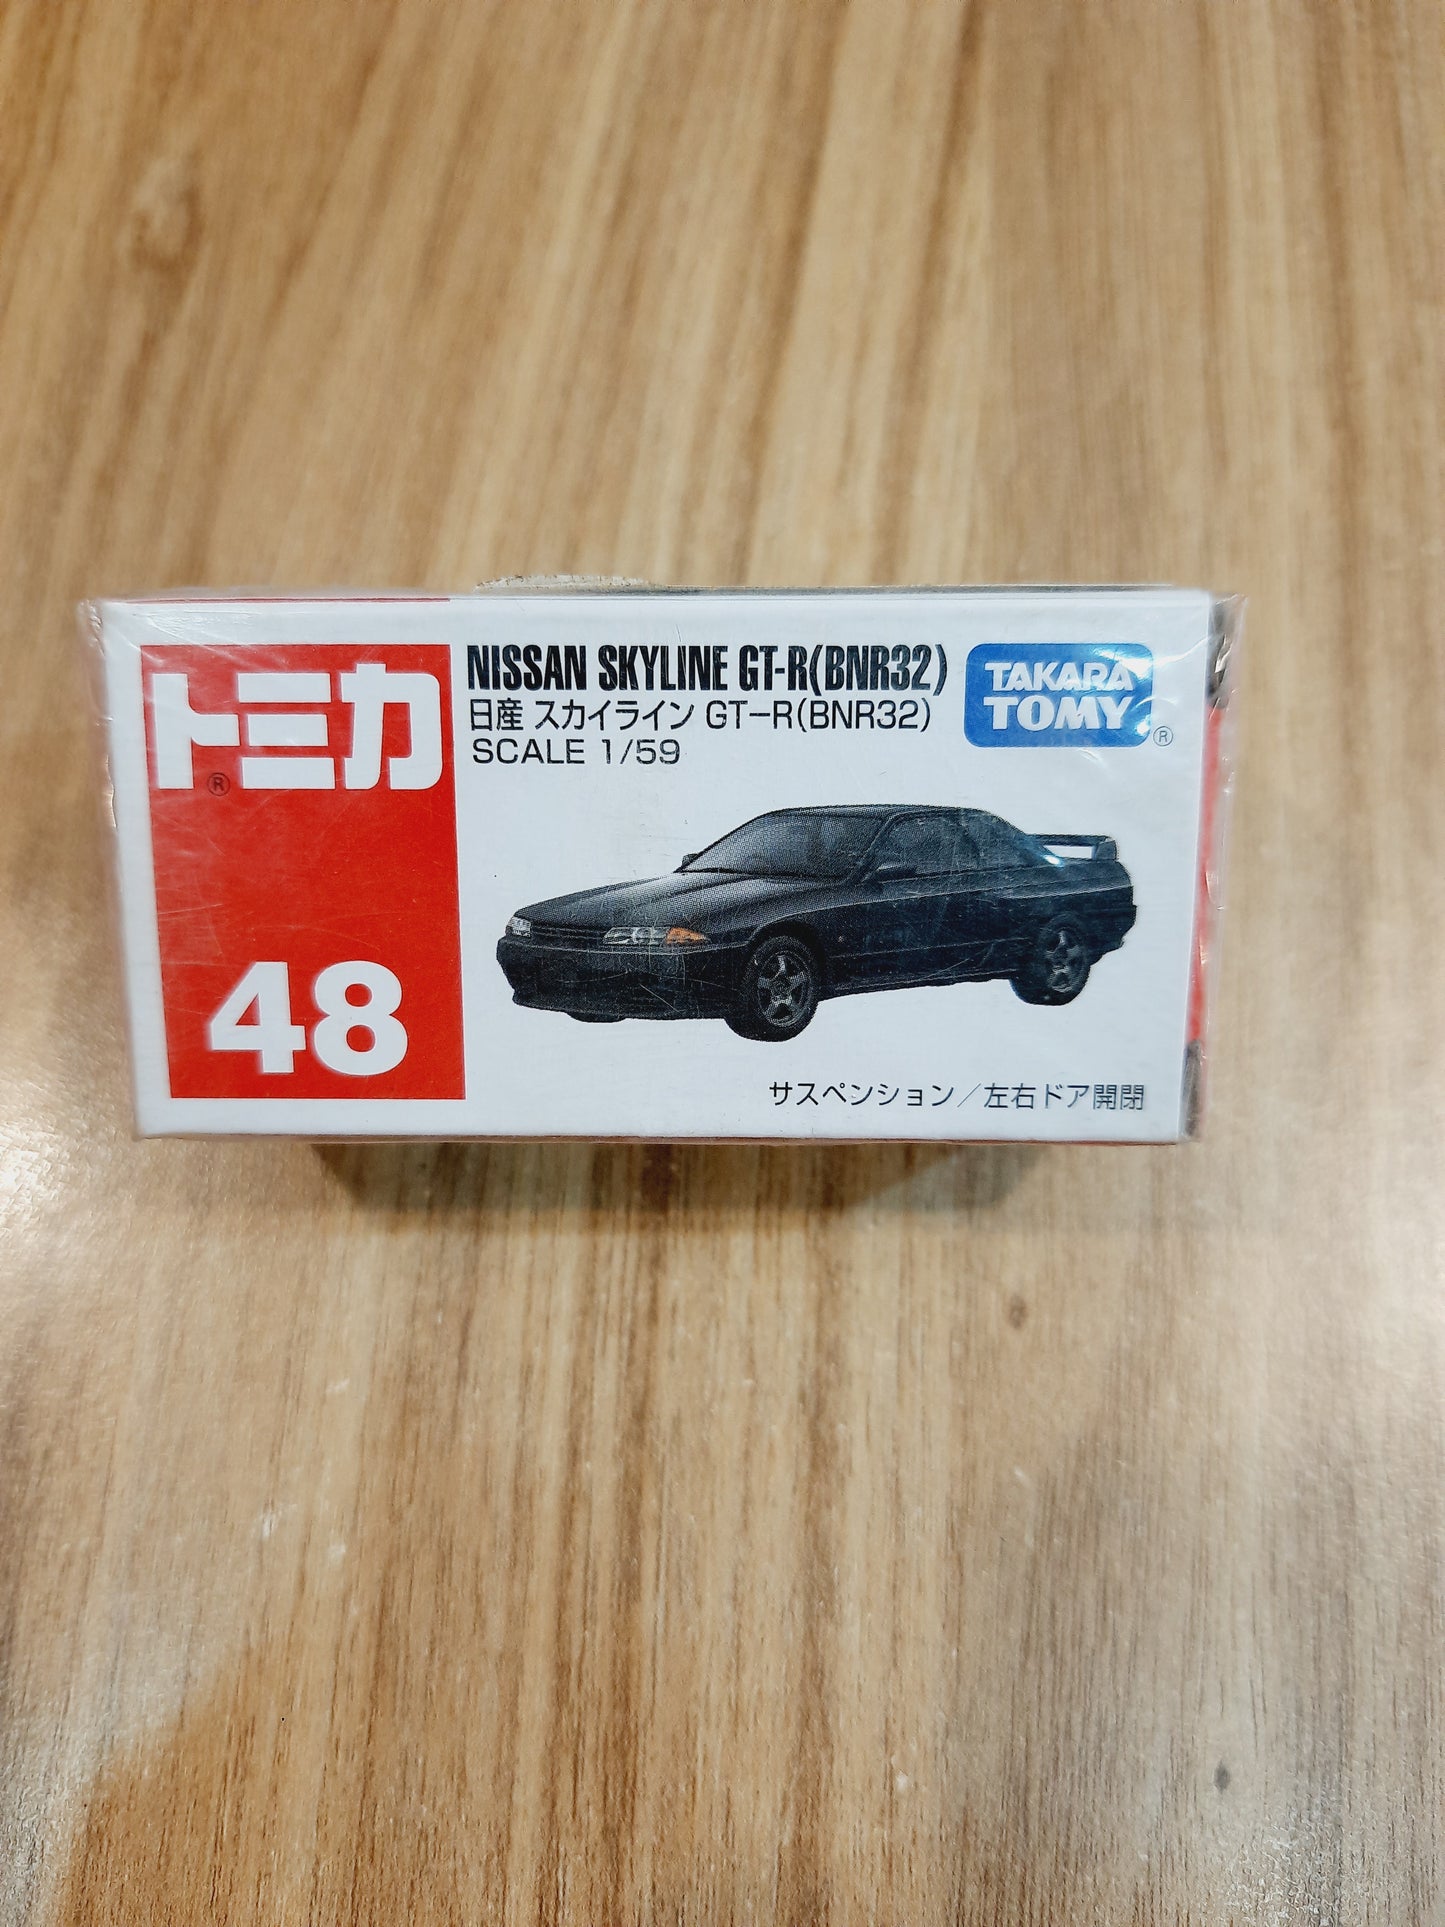 トミカ
®
48
NISSAN SKYLINE GT-R(BNR32)
日産 スカイライン GT-R(BNR32)
SCALE 1/59
TAKARA
TOMY
®
サスペンション/左右ドア開閉